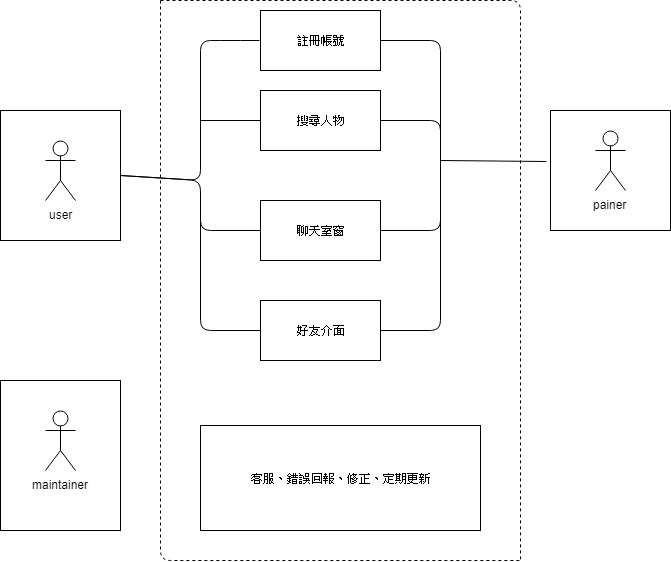 註冊帳號
搜尋人物
user
painer
聊天室窗
好友介面
maintainer
客服、錯誤回報、修正、定期更新